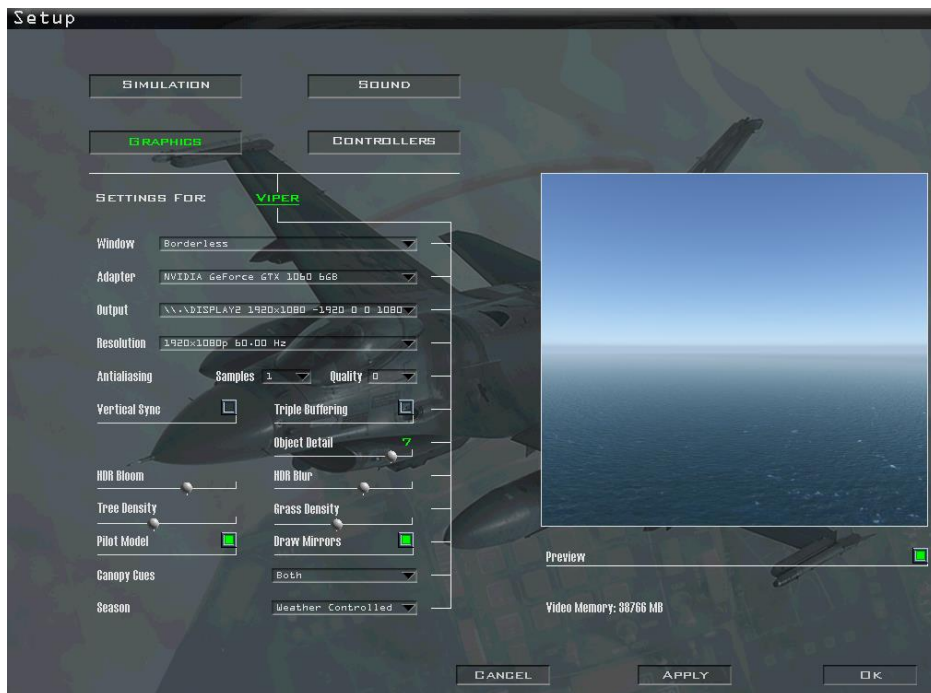 Setup
SIMULATION SOUND
GRAPHICS CONTROLLERS
SETTINGS FOR: VIPER
Window Borderless
Adapter NVIDIA GeForce GTX 1060 6GB
Output \\.\DISPLAY2 1920x1080 -1920 0 0 1080
Resolution 1920x1080p 60.00 Hz
Antialiasing Samples 1 Quality 0
Vertical Sync Triple Buffering
Object Detail 7
HDR Bloom HDR Blur
Tree Density Grass Density
Pilot Model Draw Mirrors
Preview
Canopy Cues Both
Season Weather Controlled
Video Memory: 38766 MB
CANCEL APPLY OK